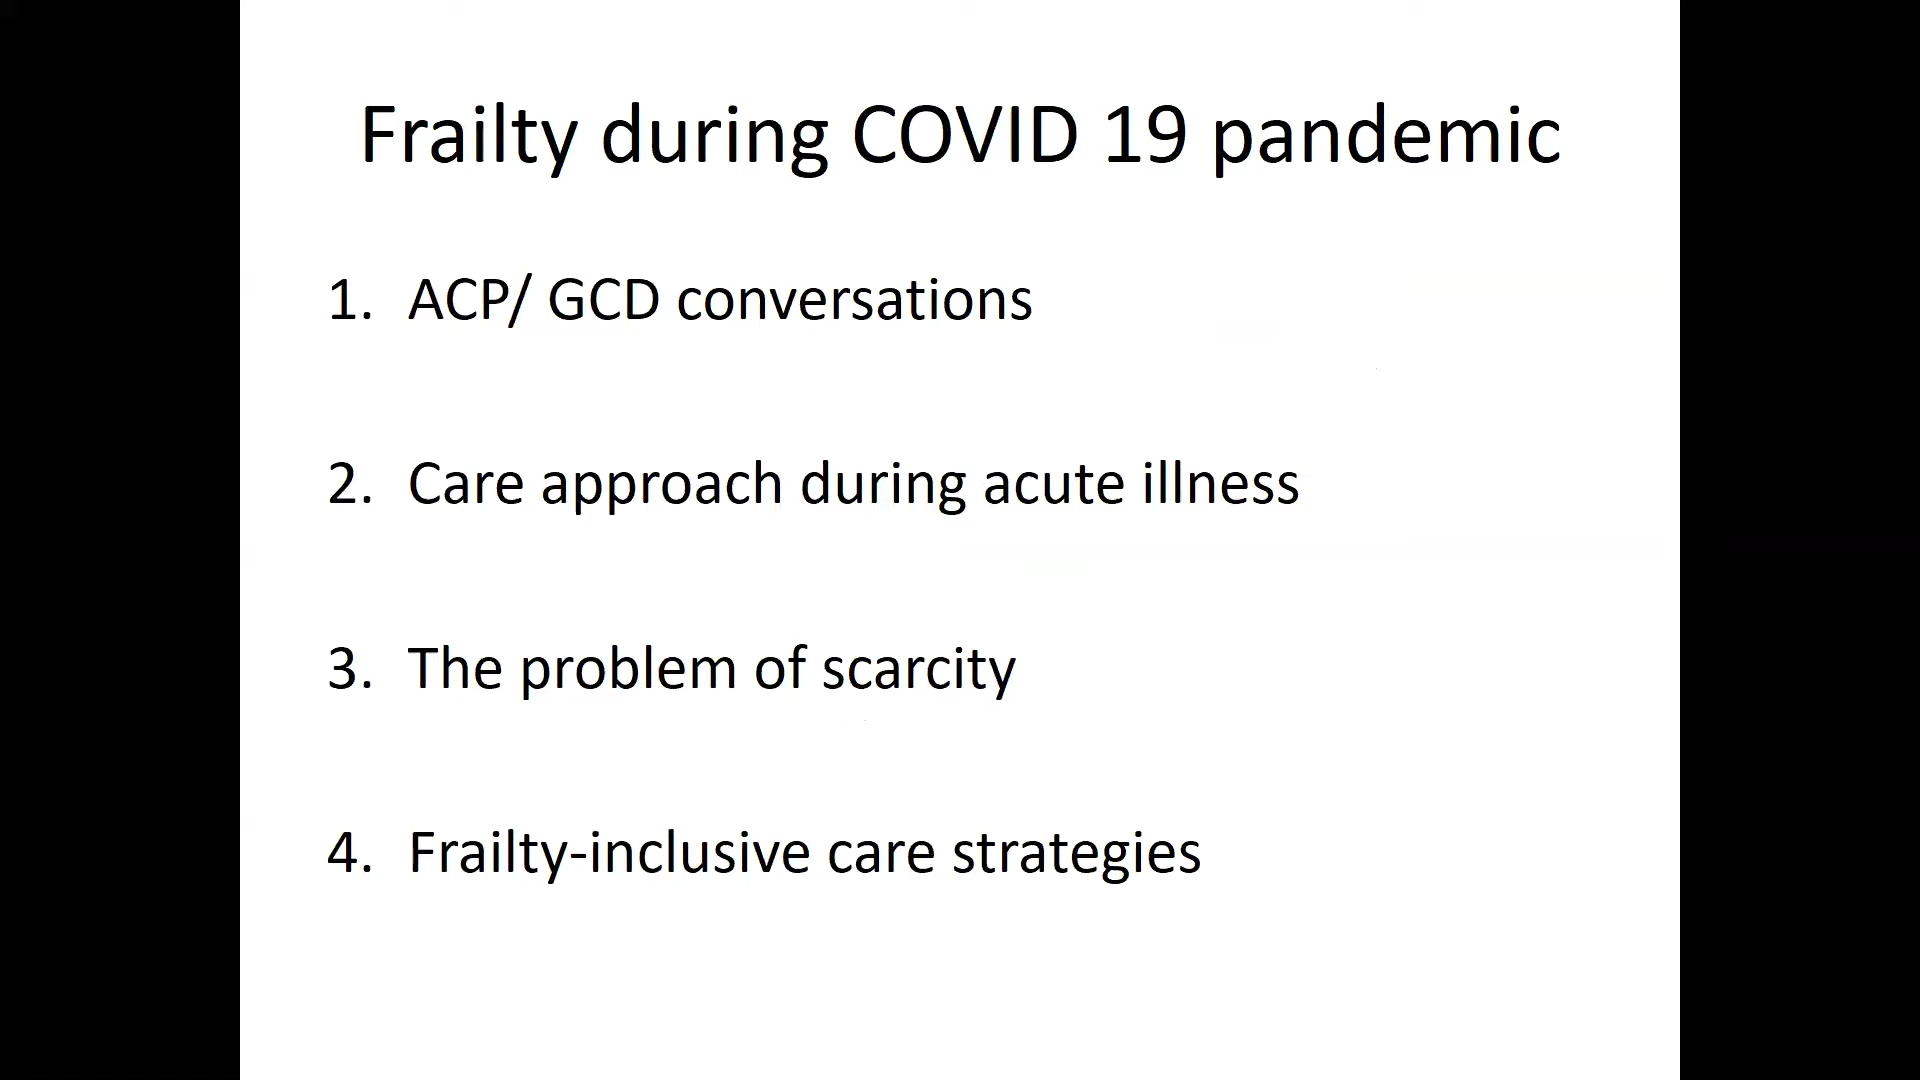 Frailty during COVID 19 pandemic
1. ACP/ GCD conversations
2. Care approach during acute illness
3. The problem of scarcity
4. Frailty-inclusive care strategies